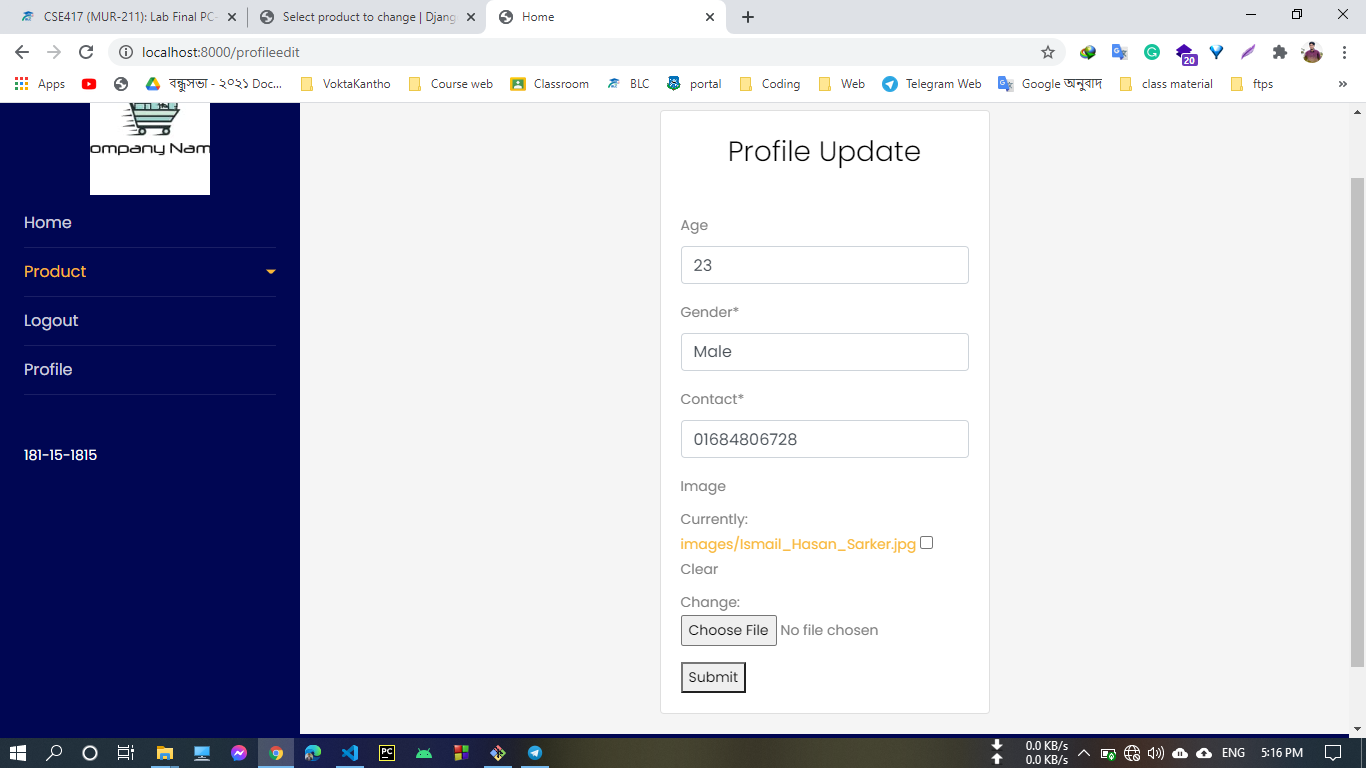 CSE417 (MUR-211): Lab Final PC-
Select product to change | Djang
Home
localhost:8000/profileedit
20
Apps
বন্ধুসভা - ২০২১ Doc...
VoktaKantho
Course web
Classroom
BLC
portal
Coding
Web
Telegram Web
Google অনুবাদ
class material
ftps
»
ompany Nam
Home
Product
Logout
Profile
181-15-1815
Profile Update
Age
23
Gender*
Male
Contact*
01684806728
Image
Currently:
images/Ismail_Hasan_Sarker.jpg
Clear
Change:
Choose File No file chosen
Submit
PC
0.0 KB/s
0.0 KB/s
ENG
5:16 PM